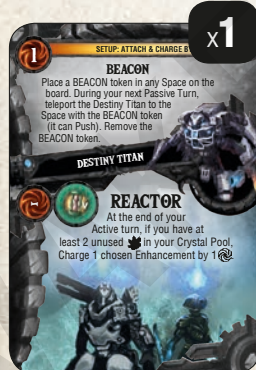 x1
1
SETUP: ATTACH & CHARGE B
BEACON
Place a BEACON token in any Space on the
board. During your next Passive Turn,
teleport the Destiny Titan to the
Space with the BEACON token
(it can Push). Remove the
BEACON token.
DESTINY TITAN
REACTOR
At the end of your
Active turn, if you have at
least 2 unused in your Crystal Pool,
Charge 1 chosen Enhancement by 1